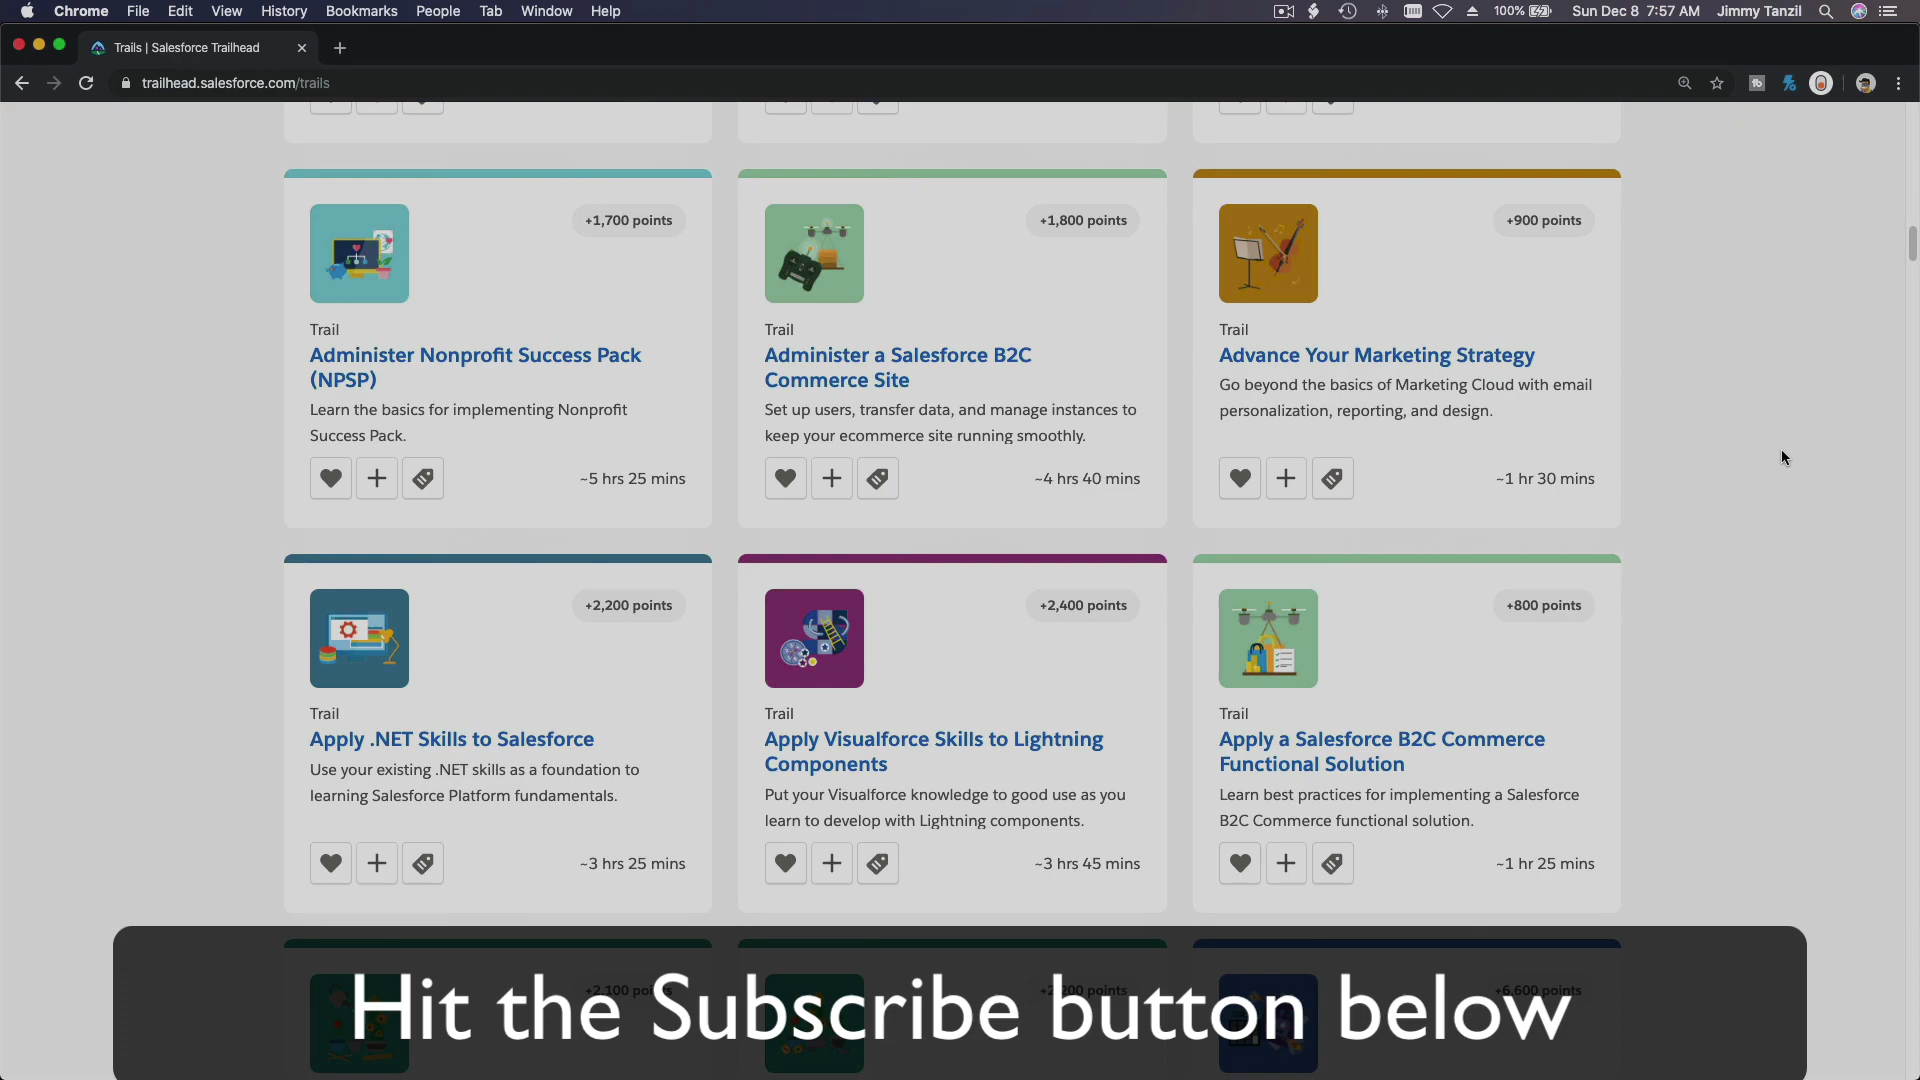 Chrome File Edit View History Bookmarks People Tab Window Help 100% Sun Dec 8 7:57 AM Jimmy Tanzil
Trails | Salesforce Trailhead
trailhead.salesforce.com/trails
+1,700 points
+1,800 points
+900 points
Trail
Administer Nonprofit Success Pack
(NPSP)
Learn the basics for implementing Nonprofit
Success Pack.
~5 hrs 25 mins
Trail
Administer a Salesforce B2C
Commerce Site
Set up users, transfer data, and manage instances to
keep your ecommerce site running smoothly.
~4 hrs 40 mins
Trail
Advance Your Marketing Strategy
Go beyond the basics of Marketing Cloud with email
personalization, reporting, and design.
~1 hr 30 mins
+2,200 points
+2,400 points
+800 points
Trail
Apply .NET Skills to Salesforce
Use your existing .NET skills as a foundation to
learning Salesforce Platform fundamentals.
~3 hrs 25 mins
Trail
Apply Visualforce Skills to Lightning
Components
Put your Visualforce knowledge to good use as you
learn to develop with Lightning components.
~3 hrs 45 mins
Trail
Apply a Salesforce B2C Commerce
Functional Solution
Learn best practices for implementing a Salesforce
B2C Commerce functional solution.
~1 hr 25 mins
+2,100 points
+2,200 points
+6,600 points
Hit the Subscribe button below